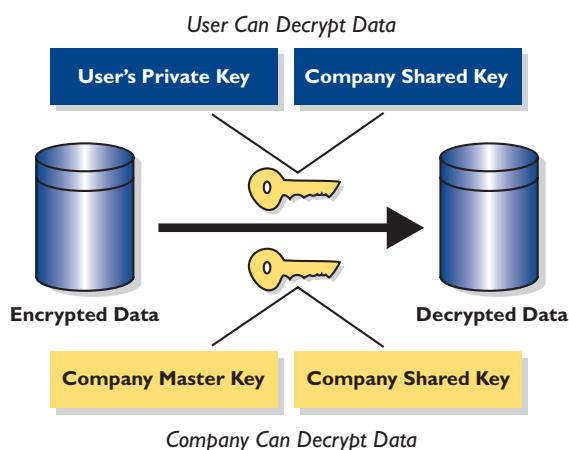 User Can Decrypt Data
User's Private Key
Company Shared Key
Encrypted Data
Decrypted Data
Company Master Key
Company Shared Key
Company Can Decrypt Data